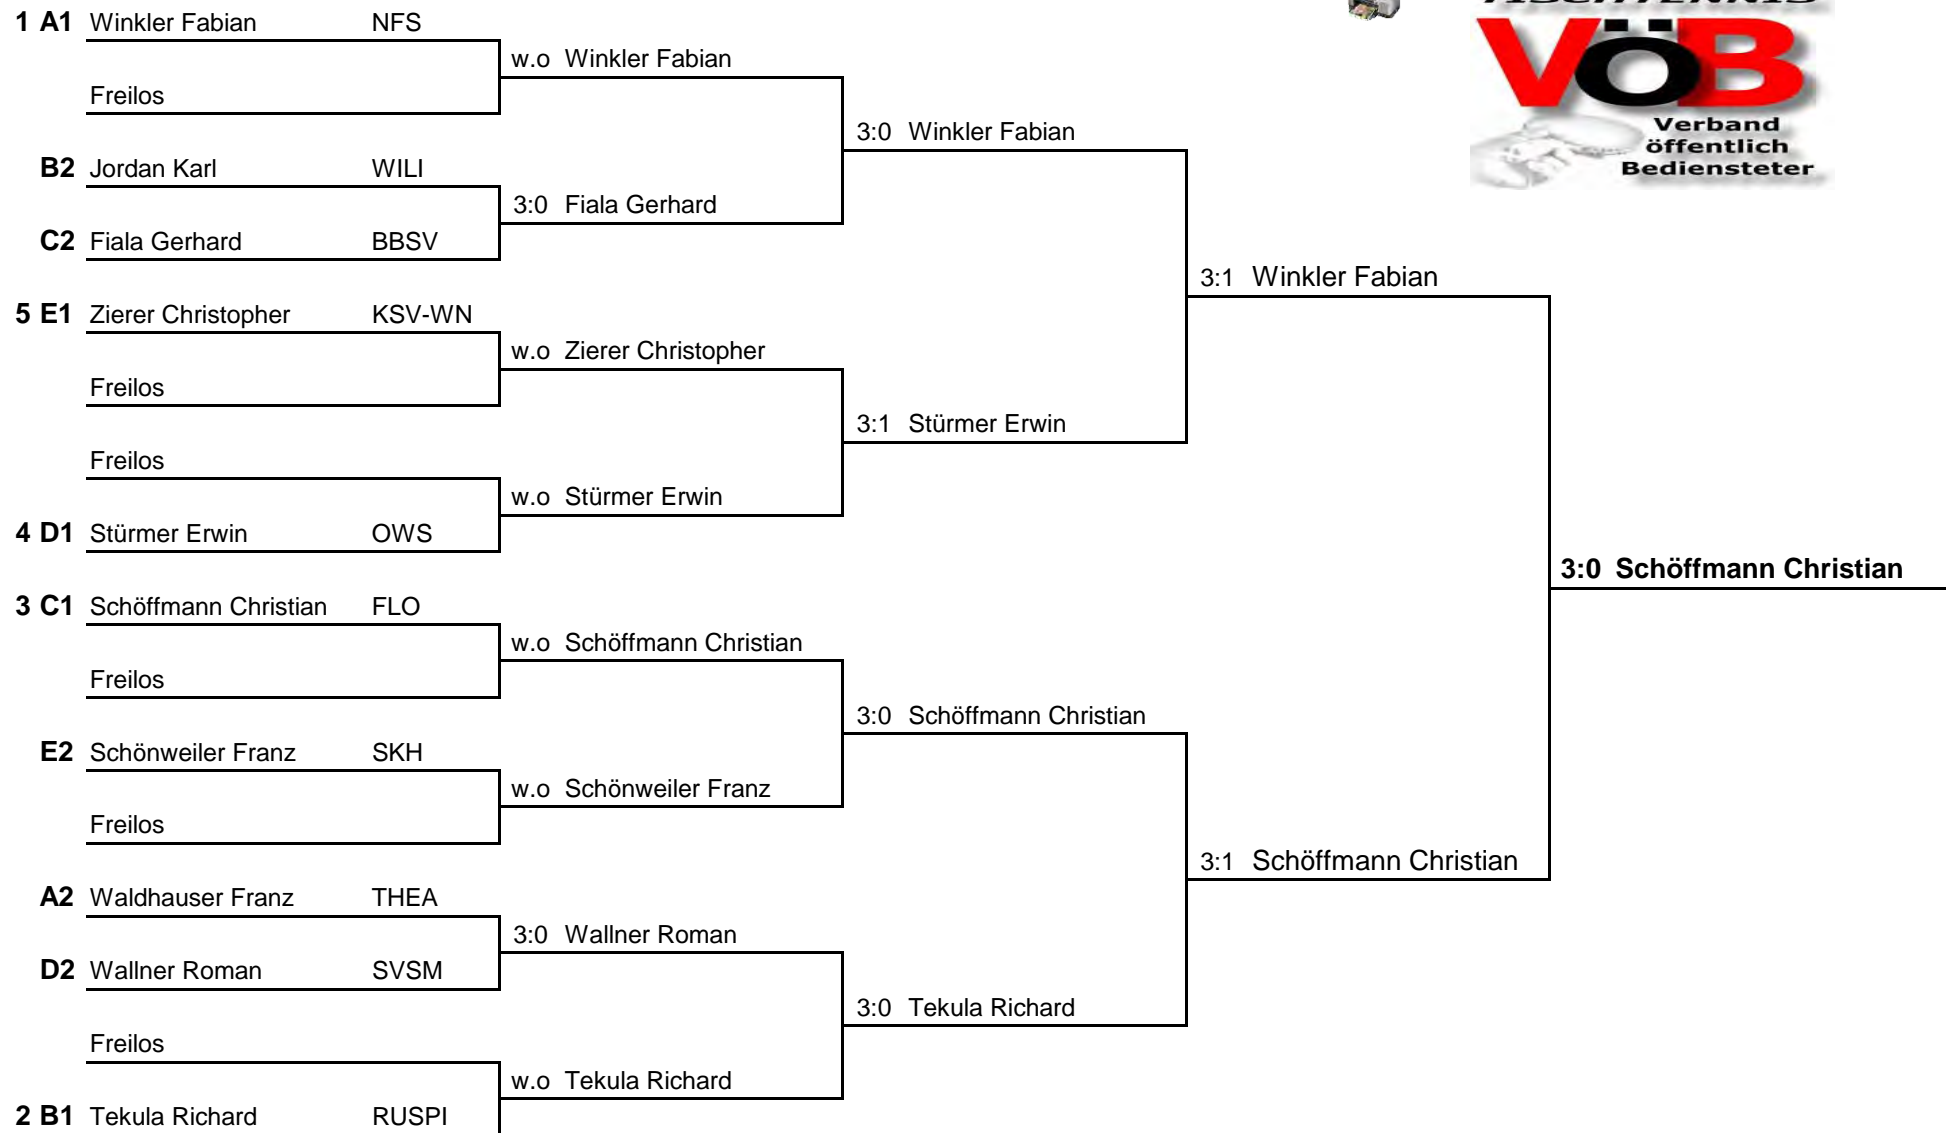 TISCHTENNIS
VÖB
Verband
öffentlich
Bediensteter
1 A1 Winkler Fabian NFS
w.o Winkler Fabian
Freilos
3:0 Winkler Fabian
B2 Jordan Karl WILI
3:0 Fiala Gerhard
C2 Fiala Gerhard BBSV
3:1 Winkler Fabian
5 E1 Zierer Christopher KSV-WN
w.o Zierer Christopher
Freilos
3:1 Stürmer Erwin
Freilos
w.o Stürmer Erwin
4 D1 Stürmer Erwin OWS
3:0 Schöffmann Christian
3 C1 Schöffmann Christian FLO
w.o Schöffmann Christian
Freilos
3:0 Schöffmann Christian
E2 Schönweiler Franz SKH
w.o Schönweiler Franz
Freilos
3:1 Schöffmann Christian
A2 Waldhauser Franz THEA
3:0 Wallner Roman
D2 Wallner Roman SVSM
3:0 Tekula Richard
Freilos
w.o Tekula Richard
2 B1 Tekula Richard RUSPI